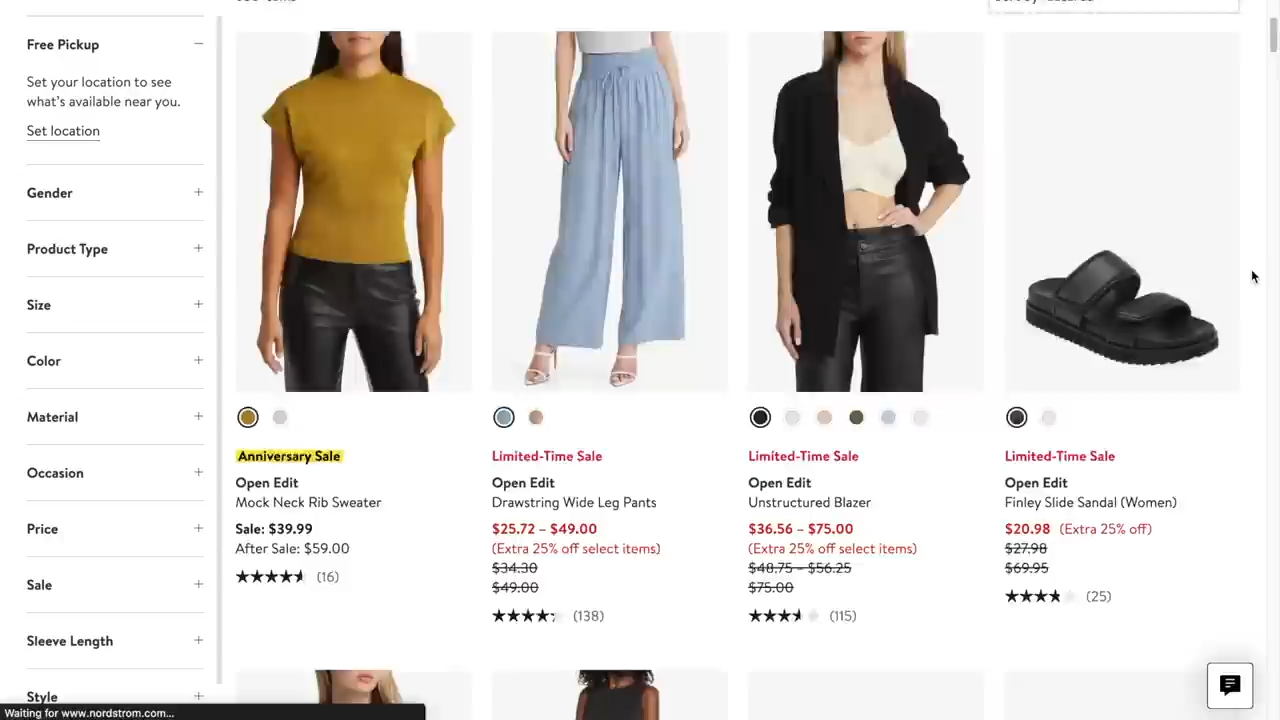 Free Pickup
Set your location to see
what's available near you.
Set location
Gender
Product Type
Size
Color
Material
Occasion
Price
Sale
Sleeve Length
Style
Anniversary Sale
Open Edit
Mock Neck Rib Sweater
Sale: $39.99
After Sale: $59.00
(16)
Limited-Time Sale
Open Edit
Drawstring Wide Leg Pants
$25.72 – $49.00
(Extra 25% off select items)
$34.30
$49.00
(138)
Limited-Time Sale
Open Edit
Unstructured Blazer
$36.56 – $75.00
(Extra 25% off select items)
$48.75 – $56.25
$75.00
(115)
Limited-Time Sale
Open Edit
Finley Slide Sandal (Women)
$20.98 (Extra 25% off)
$27.98
$69.95
(25)
Waiting for www.nordstrom.com...